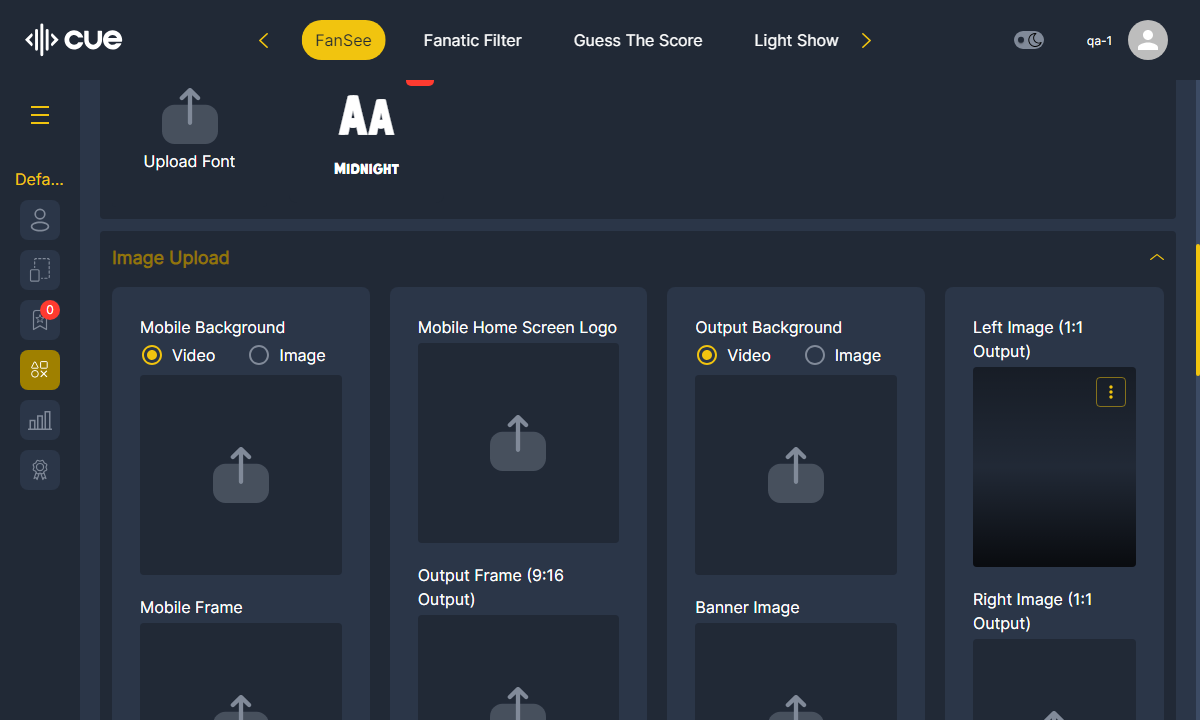 cue
FanSee
Fanatic Filter
Guess The Score
Light Show
qa-1
Defa...
0
Upload Font
AA
MIDNIGHT
Image Upload
Mobile Background
Video
Image
Mobile Home Screen Logo
Output Background
Video
Image
Left Image (1:1
Output)
Mobile Frame
Output Frame (9:16
Output)
Banner Image
Right Image (1:1
Output)